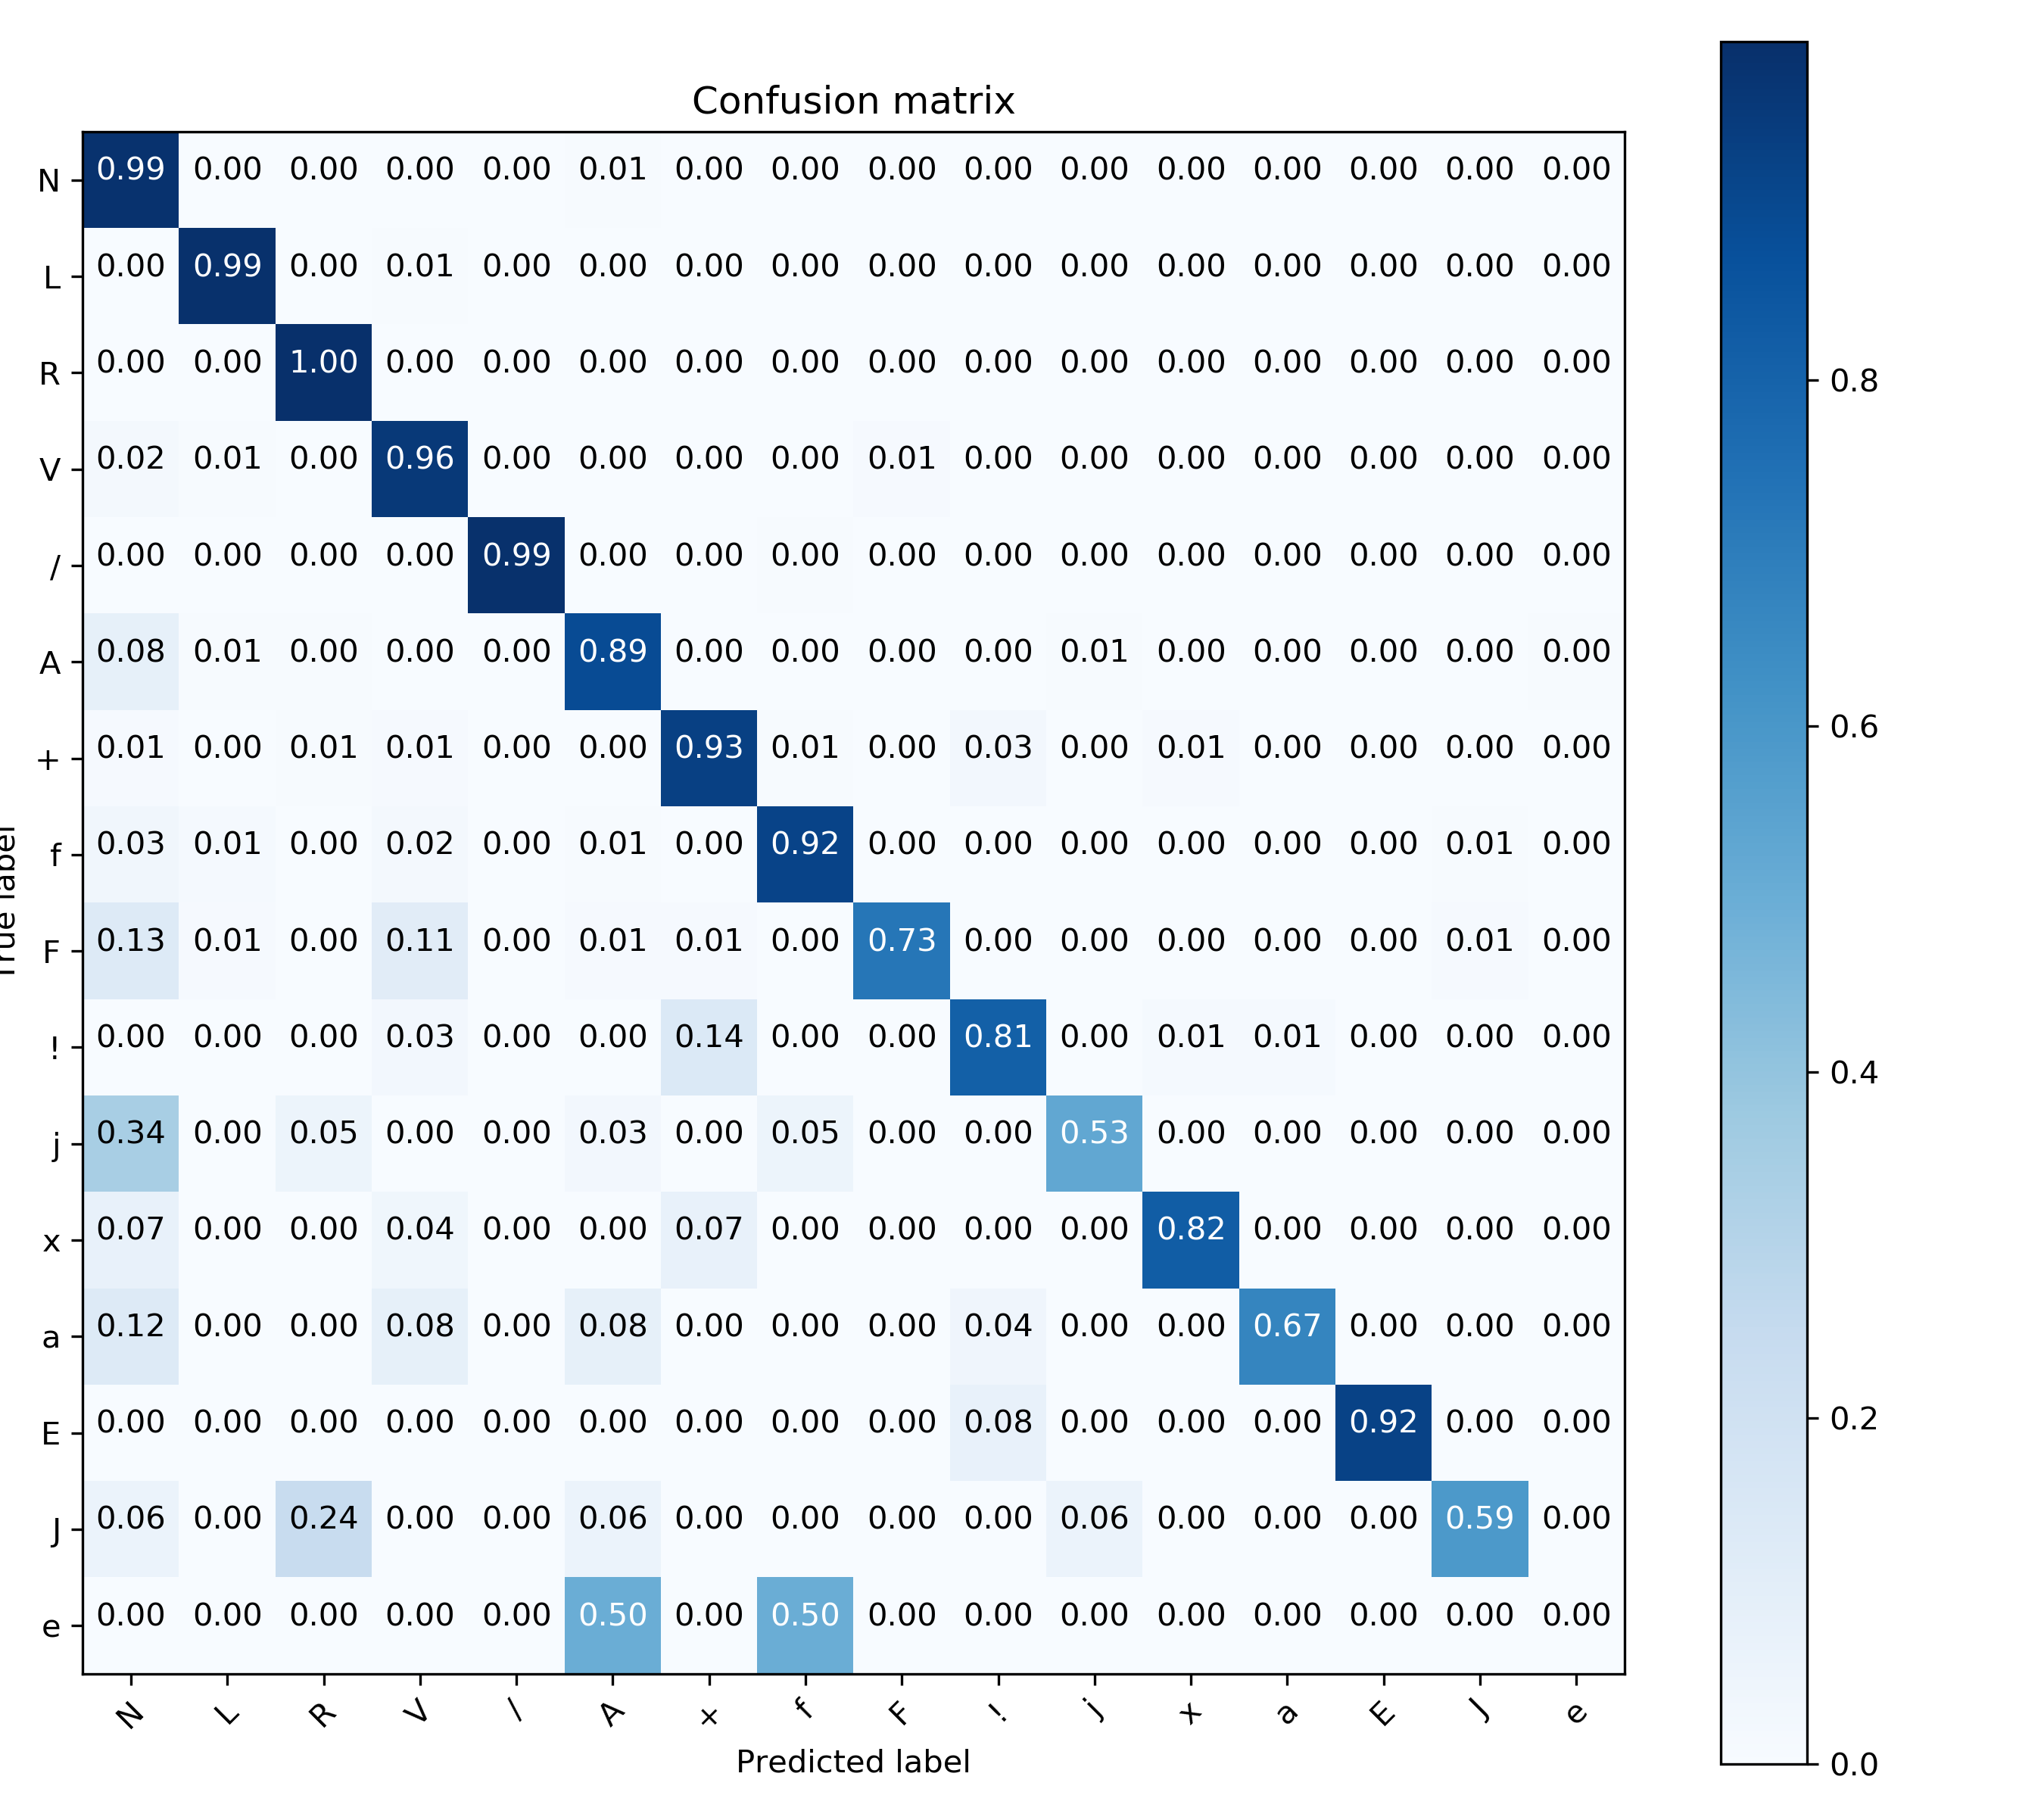 Confusion matrix
N 0.99 0.00 0.00 0.00 0.00 0.01 0.00 0.00 0.00 0.00 0.00 0.00 0.00 0.00 0.00 0.00
L 0.00 0.99 0.00 0.01 0.00 0.00 0.00 0.00 0.00 0.00 0.00 0.00 0.00 0.00 0.00 0.00
R 0.00 0.00 1.00 0.00 0.00 0.00 0.00 0.00 0.00 0.00 0.00 0.00 0.00 0.00 0.00 0.00
V 0.02 0.01 0.00 0.96 0.00 0.00 0.00 0.00 0.01 0.00 0.00 0.00 0.00 0.00 0.00 0.00
/ 0.00 0.00 0.00 0.00 0.99 0.00 0.00 0.00 0.00 0.00 0.00 0.00 0.00 0.00 0.00 0.00
A 0.08 0.01 0.00 0.00 0.00 0.89 0.00 0.00 0.00 0.00 0.01 0.00 0.00 0.00 0.00 0.00
+ 0.01 0.00 0.01 0.01 0.00 0.00 0.93 0.01 0.00 0.03 0.00 0.01 0.00 0.00 0.00 0.00
f 0.03 0.01 0.00 0.02 0.00 0.01 0.00 0.92 0.00 0.00 0.00 0.00 0.00 0.00 0.01 0.00
F 0.13 0.01 0.00 0.11 0.00 0.01 0.01 0.00 0.73 0.00 0.00 0.00 0.00 0.00 0.01 0.00
! 0.00 0.00 0.00 0.03 0.00 0.00 0.14 0.00 0.00 0.81 0.00 0.01 0.01 0.00 0.00 0.00
j 0.34 0.00 0.05 0.00 0.00 0.03 0.00 0.05 0.00 0.00 0.53 0.00 0.00 0.00 0.00 0.00
x 0.07 0.00 0.00 0.04 0.00 0.00 0.07 0.00 0.00 0.00 0.00 0.82 0.00 0.00 0.00 0.00
a 0.12 0.00 0.00 0.08 0.00 0.08 0.00 0.00 0.00 0.04 0.00 0.00 0.67 0.00 0.00 0.00
E 0.00 0.00 0.00 0.00 0.00 0.00 0.00 0.00 0.00 0.08 0.00 0.00 0.00 0.92 0.00 0.00
J 0.06 0.00 0.24 0.00 0.00 0.06 0.00 0.00 0.00 0.00 0.06 0.00 0.00 0.00 0.59 0.00
e 0.00 0.00 0.00 0.00 0.00 0.50 0.00 0.50 0.00 0.00 0.00 0.00 0.00 0.00 0.00 0.00
N L R V / A + f F ! j x a E J e
Predicted label
True label
0.8
0.6
0.4
0.2
0.0